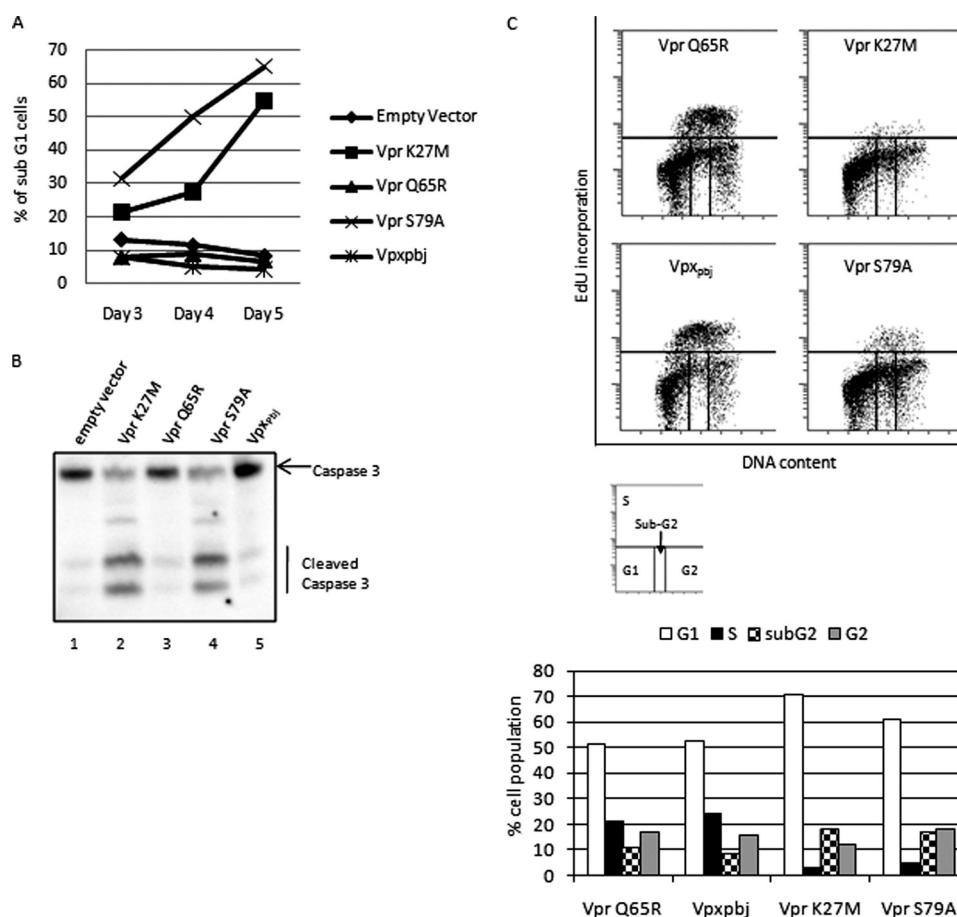 A
% of sub G1 cells
70
60
50
40
30
20
10
0
Day 3 Day 4 Day 5
Empty Vector
Vpr K27M
Vpr Q65R
Vpr S79A
Vpxpbj
B
empty vector
Vpr K27M
Vpr Q65R
Vpr S79A
Vpxpbj
Caspase 3
Cleaved
Caspase 3
1 2 3 4 5
C
EdU incorporation
Vpr Q65R Vpr K27M
Vpxpbj Vpr S79A
DNA content
S
Sub-G2
G1 G2
G1 S subG2 G2
% cell population
80
70
60
50
40
30
20
10
0
Vpr Q65R Vpxpbj Vpr K27M Vpr S79A